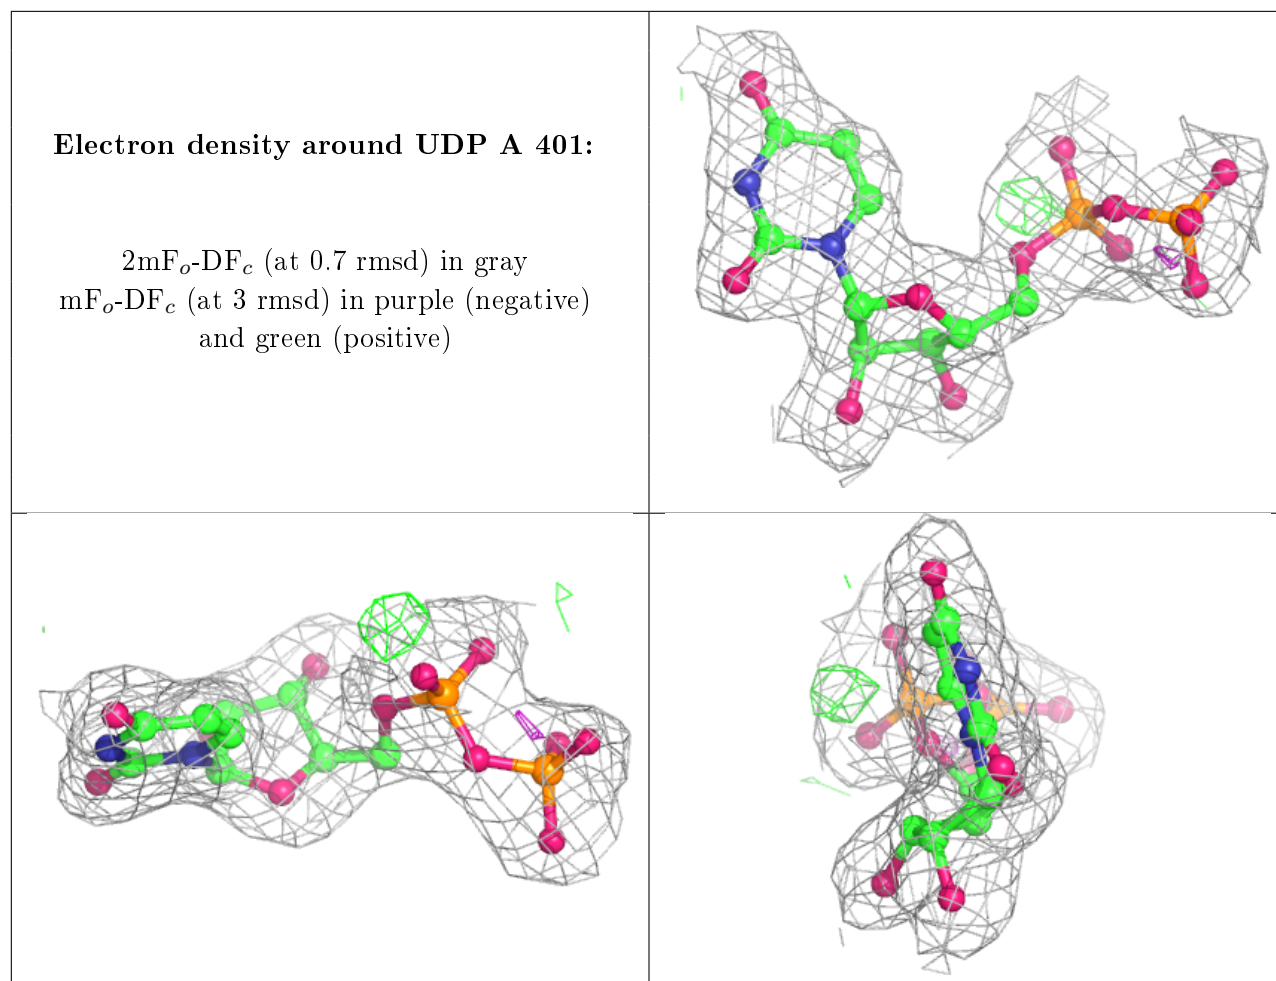 Electron density around UDP A 401:
2mFₒ-DF𝒸 (at 0.7 rmsd) in gray
mFₒ-DF𝒸 (at 3 rmsd) in purple (negative)
and green (positive)